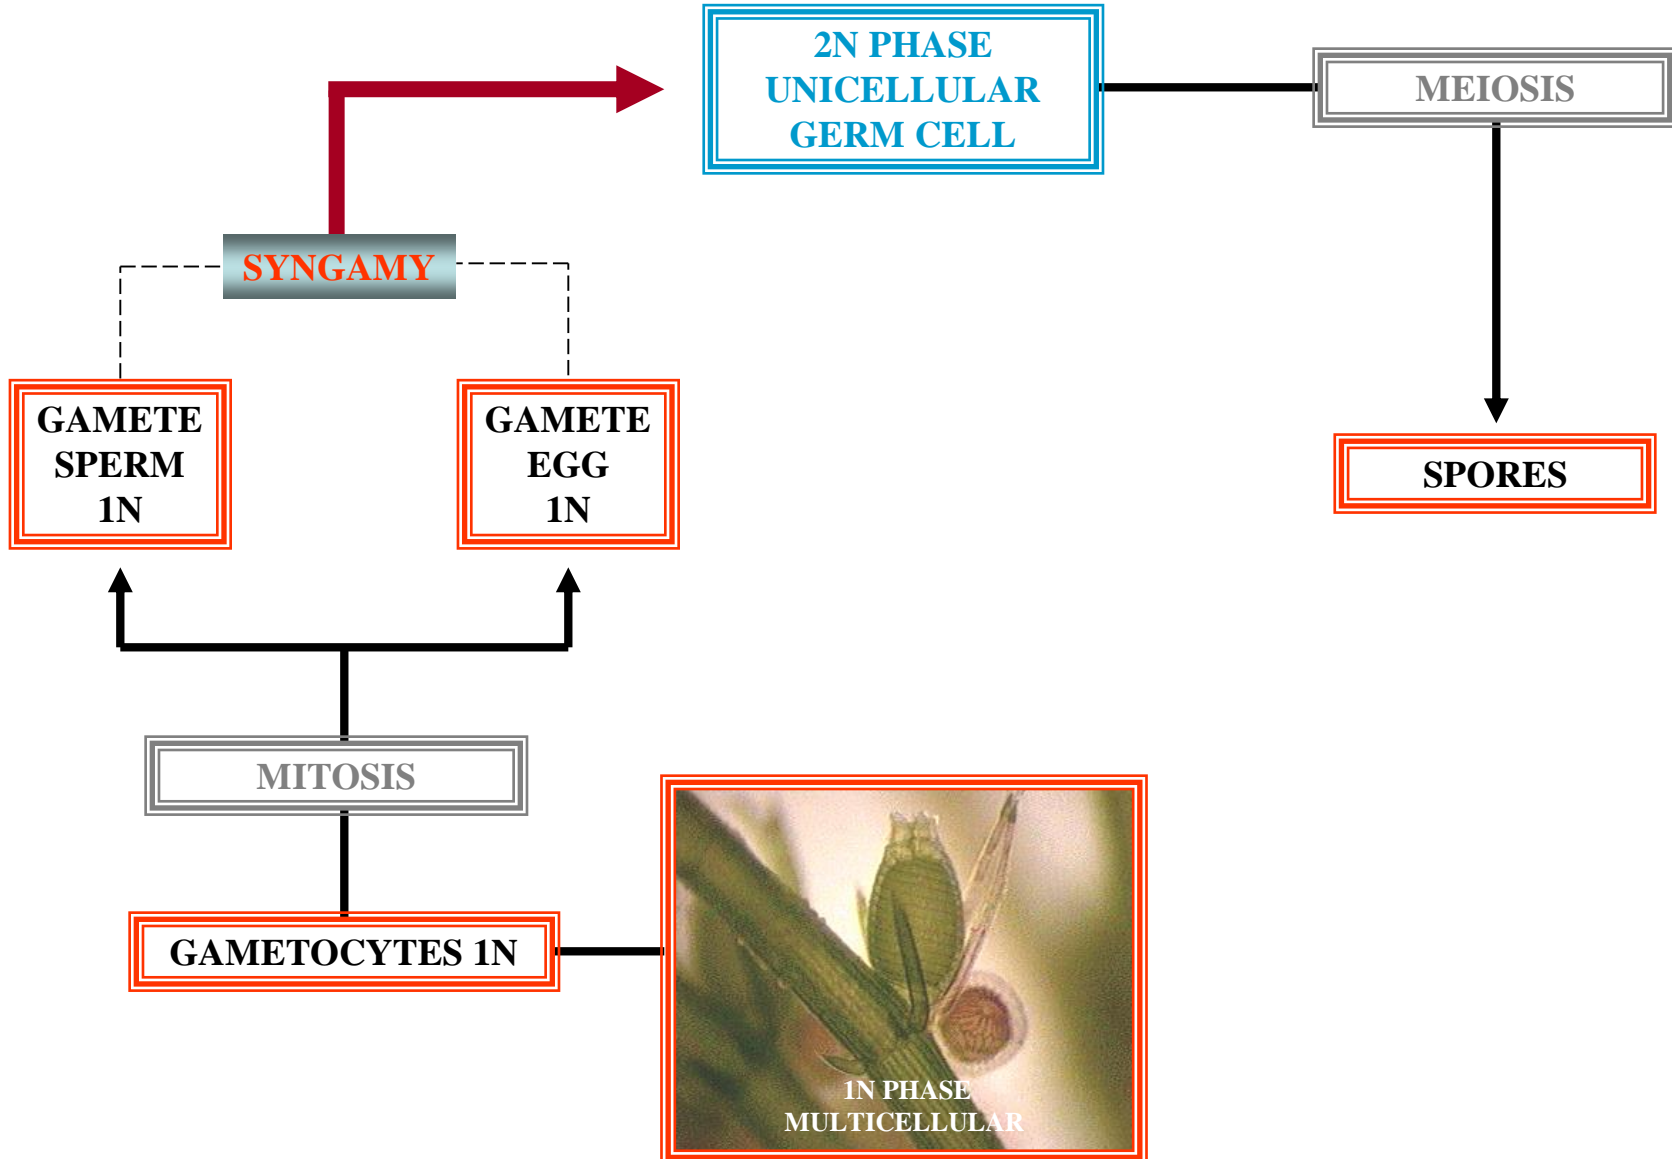 2N PHASE
UNICELLULAR
GERM CELL
MEIOSIS
SYNGAMY
GAMETE
SPERM
1N
GAMETE
EGG
1N
SPORES
MITOSIS
GAMETOCYTES 1N
1N PHASE
MULTICELLULAR